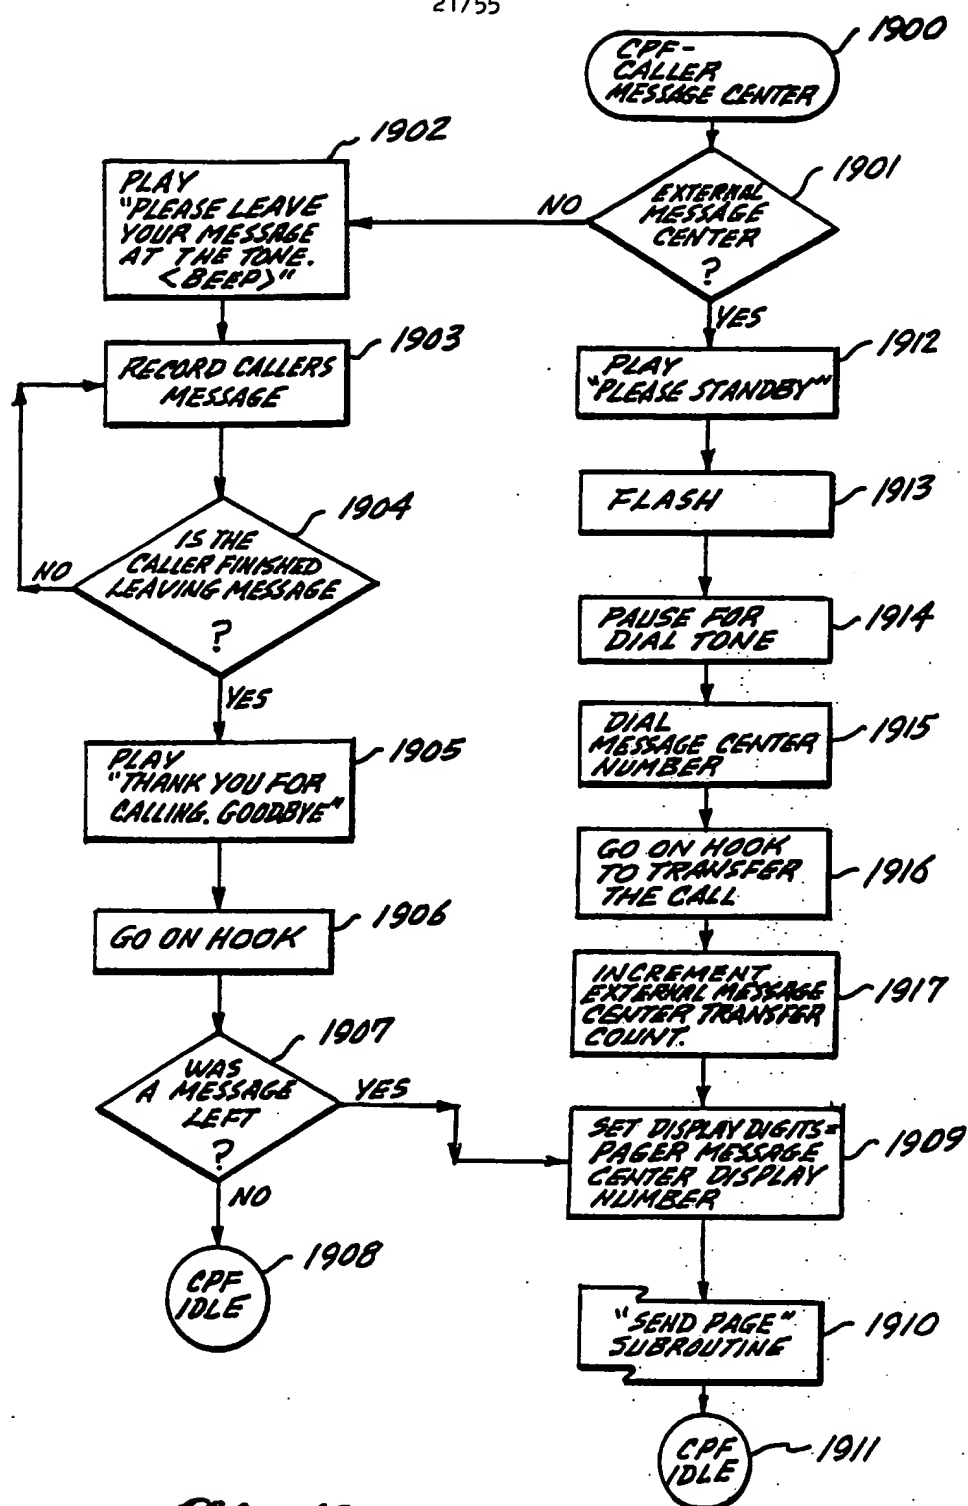 21/55
1900
CPF-
CALLER
MESSAGE CENTER
1901
EXTERNAL
MESSAGE
CENTER
?
NO
YES
1902
PLAY
"PLEASE LEAVE
YOUR MESSAGE
AT THE TONE.
<BEEP>"
1903
RECORD CALLERS
MESSAGE
1904
IS THE
CALLER FINISHED
LEAVING MESSAGE
?
NO
YES
1905
PLAY
"THANK YOU FOR
CALLING. GOODBYE"
1906
GO ON HOOK
1907
WAS
A MESSAGE
LEFT
?
YES
NO
1908
CPF
IDLE
1912
PLAY
"PLEASE STANDBY"
1913
FLASH
1914
PAUSE FOR
DIAL TONE
1915
DIAL
MESSAGE CENTER
NUMBER
1916
GO ON HOOK
TO TRANSFER
THE CALL
1917
INCREMENT
EXTERNAL MESSAGE
CENTER TRANSFER
COUNT.
1909
SET DISPLAY DIGITS=
PAGER MESSAGE
CENTER DISPLAY
NUMBER
1910
"SEND PAGE"
SUBROUTINE
1911
CPF
IDLE